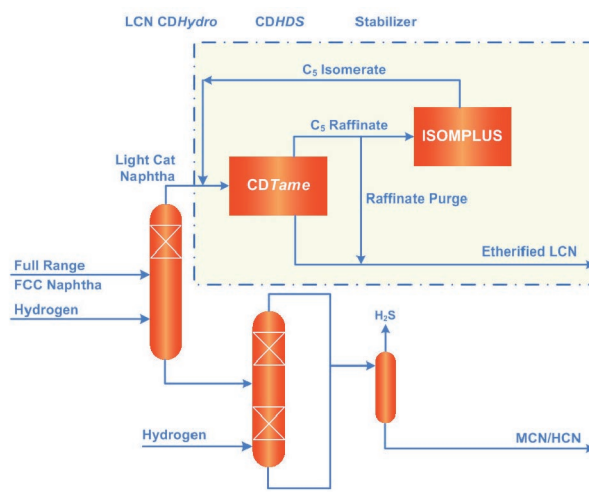 LCN CDHydro CDHDS Stabilizer
C5 Isomerate
C5 Raffinate
ISOMPLUS
Light Cat
Naphtha
CDTame
Raffinate Purge
Etherified LCN
Full Range
FCC Naphtha
Hydrogen
H2S
Hydrogen
MCN/HCN